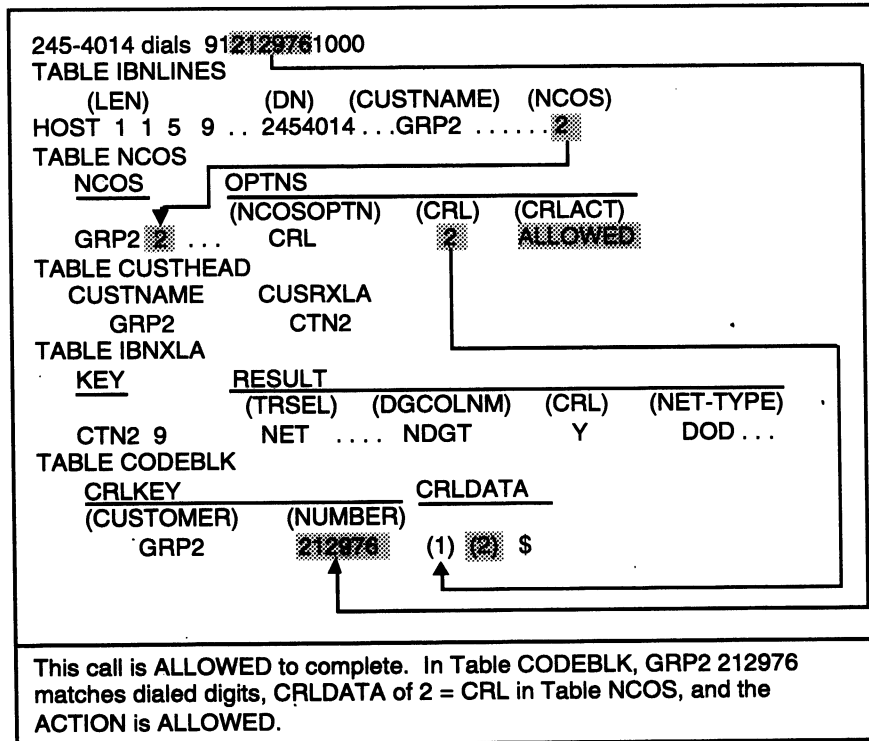 245-4014 dials 912129761000
TABLE IBNLINES
(LEN) (DN) (CUSTNAME) (NCOS)
HOST 1 1 5 9 .. 2454014 ...GRP2 ...... 2
TABLE NCOS
NCOS OPTNS
(NCOSOPTN) (CRL) (CRLACT)
GRP2 2 ... CRL 2 ALLOWED
TABLE CUSTHEAD
CUSTNAME CUSRXLA
GRP2 CTN2
TABLE IBNXLA
KEY RESULT
(TRSEL) (DGCOLNM) (CRL) (NET-TYPE)
CTN2 9 NET .... NDGT Y DOD ...
TABLE CODEBLK
CRLKEY CRLDATA
(CUSTOMER) (NUMBER)
GRP2 212976 (1) (2) $
This call is ALLOWED to complete. In Table CODEBLK, GRP2 212976
matches dialed digits, CRLDATA of 2 = CRL in Table NCOS, and the
ACTION is ALLOWED.